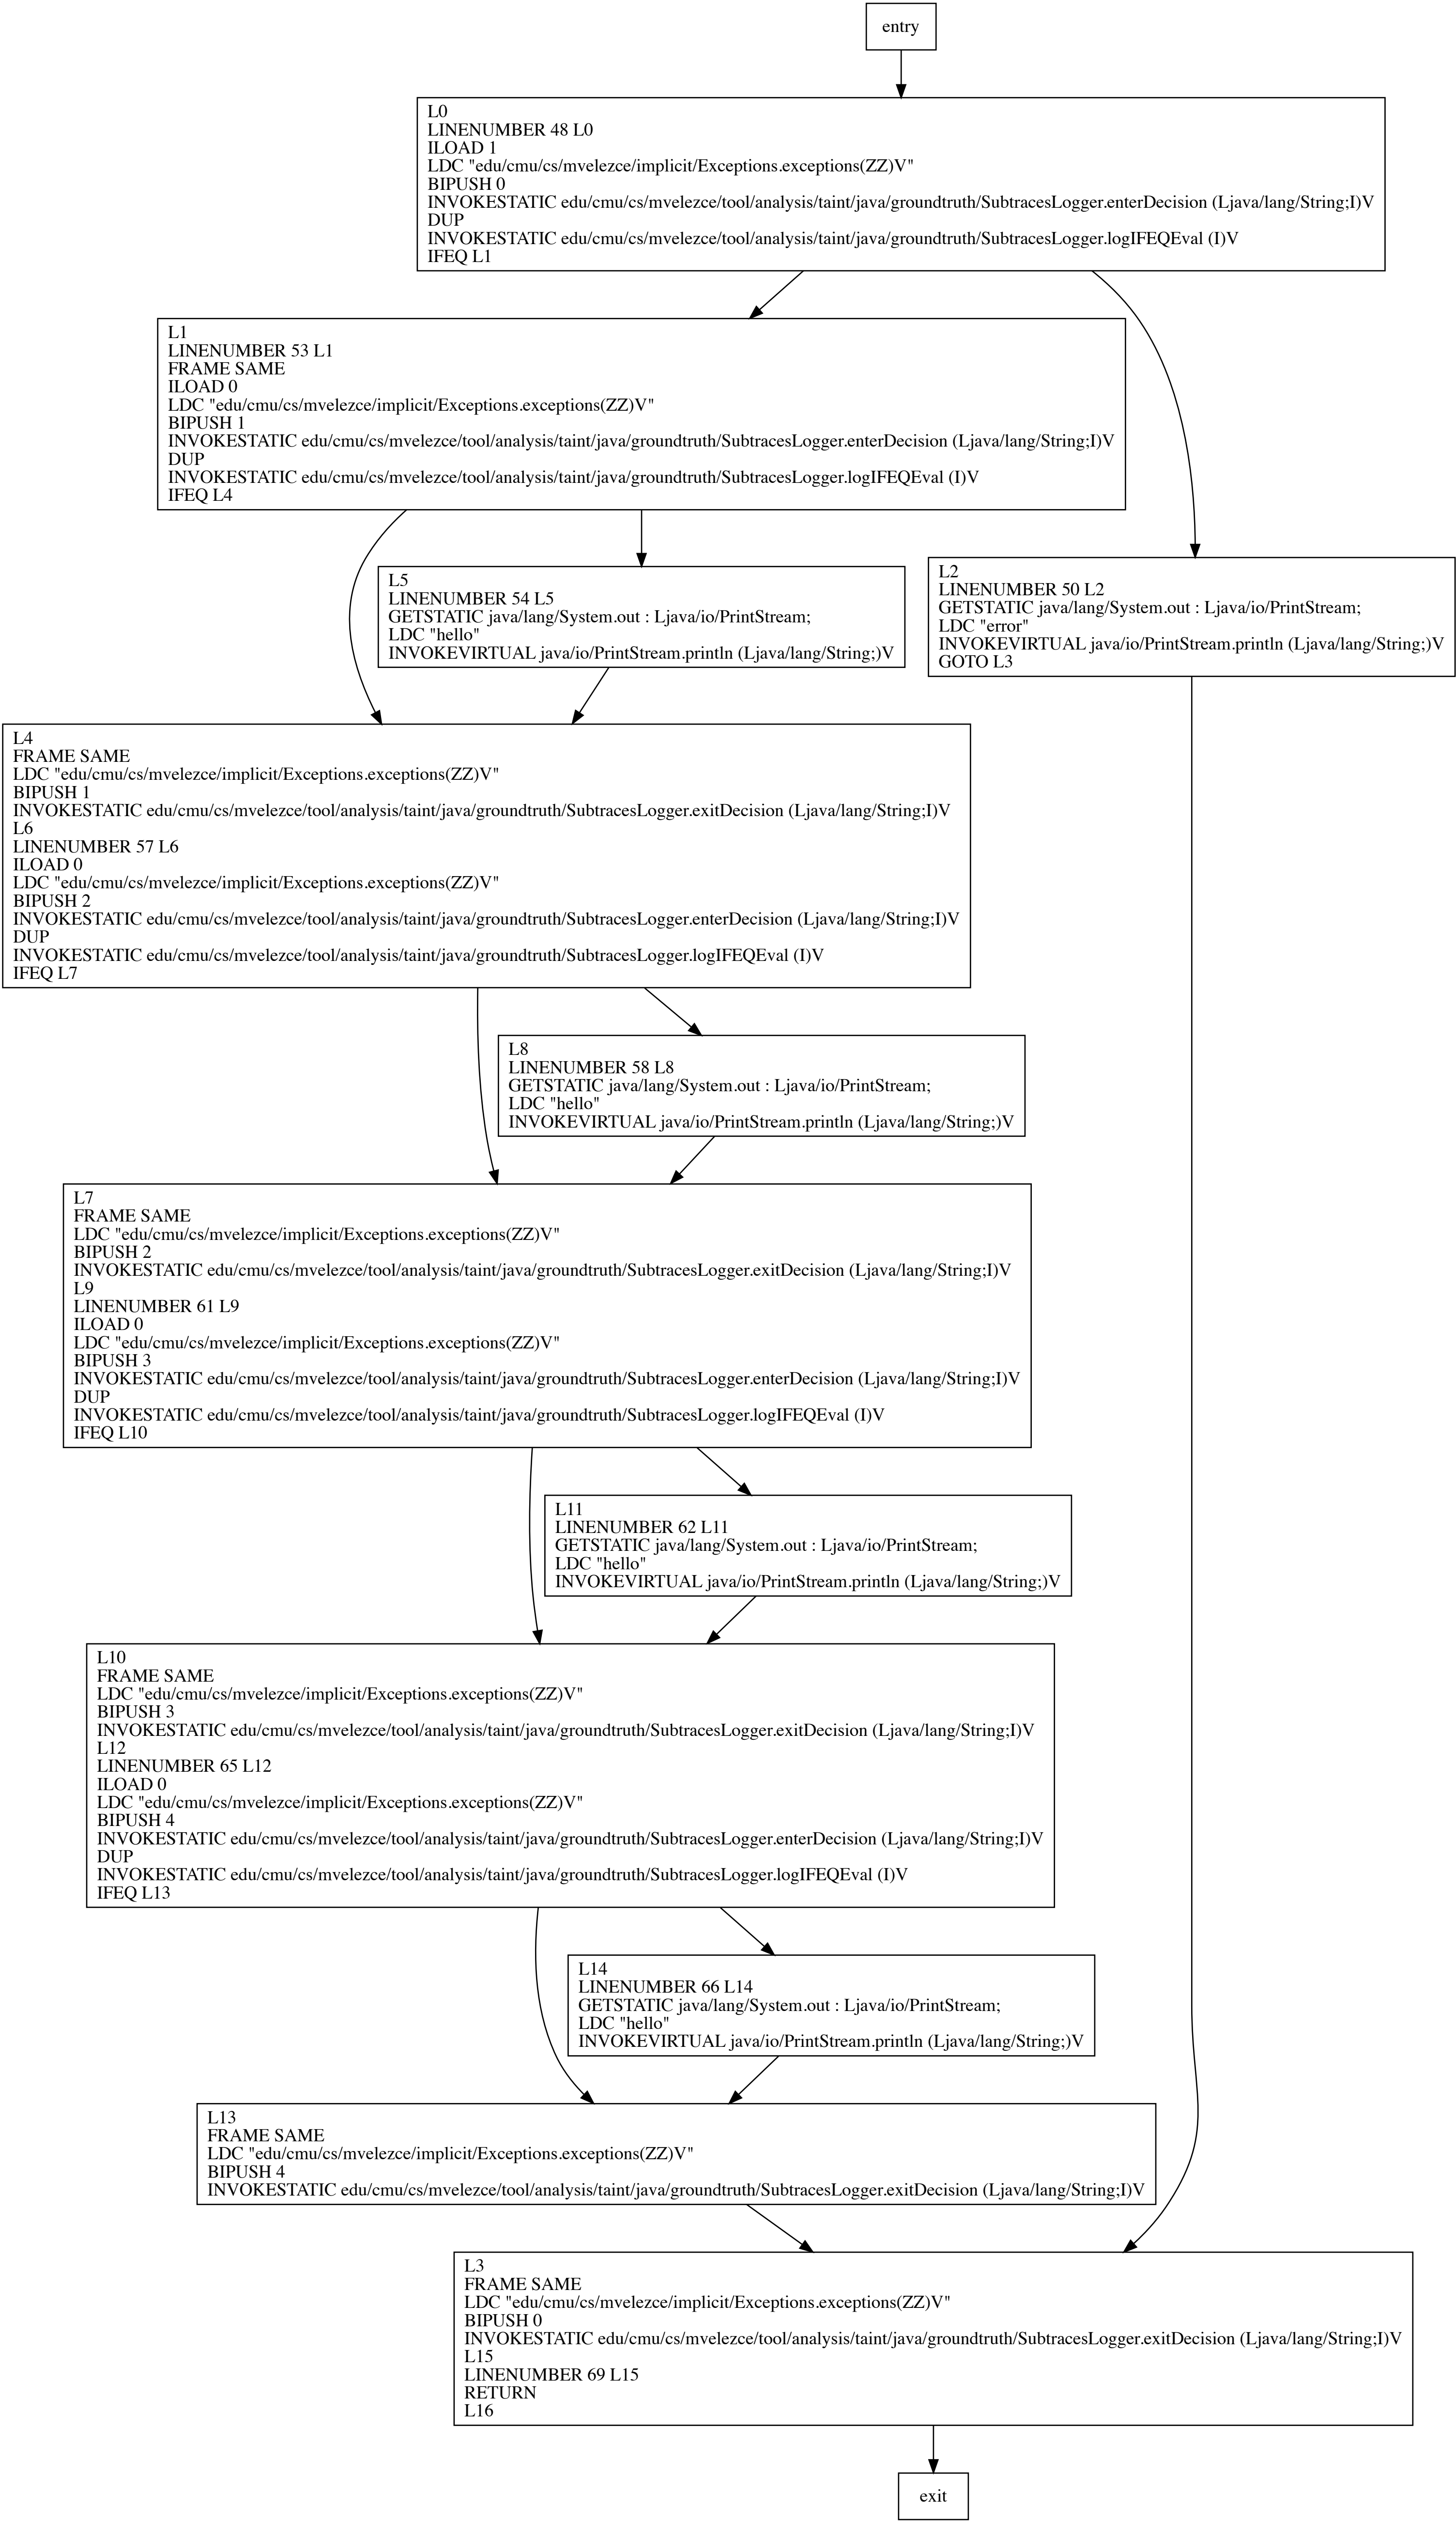 entry
L0
LINENUMBER 48 L0
ILOAD 1
LDC "edu/cmu/cs/mvelezce/implicit/Exceptions.exceptions(ZZ)V"
BIPUSH 0
INVOKESTATIC edu/cmu/cs/mvelezce/tool/analysis/taint/java/groundtruth/SubtracesLogger.enterDecision (Ljava/lang/String;I)V
DUP
INVOKESTATIC edu/cmu/cs/mvelezce/tool/analysis/taint/java/groundtruth/SubtracesLogger.logIFEQEval (I)V
IFEQ L1
L1
LINENUMBER 53 L1
FRAME SAME
ILOAD 0
LDC "edu/cmu/cs/mvelezce/implicit/Exceptions.exceptions(ZZ)V"
BIPUSH 1
INVOKESTATIC edu/cmu/cs/mvelezce/tool/analysis/taint/java/groundtruth/SubtracesLogger.enterDecision (Ljava/lang/String;I)V
DUP
INVOKESTATIC edu/cmu/cs/mvelezce/tool/analysis/taint/java/groundtruth/SubtracesLogger.logIFEQEval (I)V
IFEQ L4
L5
LINENUMBER 54 L5
GETSTATIC java/lang/System.out : Ljava/io/PrintStream;
LDC "hello"
INVOKEVIRTUAL java/io/PrintStream.println (Ljava/lang/String;)V
L2
LINENUMBER 50 L2
GETSTATIC java/lang/System.out : Ljava/io/PrintStream;
LDC "error"
INVOKEVIRTUAL java/io/PrintStream.println (Ljava/lang/String;)V
GOTO L3
L4
FRAME SAME
LDC "edu/cmu/cs/mvelezce/implicit/Exceptions.exceptions(ZZ)V"
BIPUSH 1
INVOKESTATIC edu/cmu/cs/mvelezce/tool/analysis/taint/java/groundtruth/SubtracesLogger.exitDecision (Ljava/lang/String;I)V
L6
LINENUMBER 57 L6
ILOAD 0
LDC "edu/cmu/cs/mvelezce/implicit/Exceptions.exceptions(ZZ)V"
BIPUSH 2
INVOKESTATIC edu/cmu/cs/mvelezce/tool/analysis/taint/java/groundtruth/SubtracesLogger.enterDecision (Ljava/lang/String;I)V
DUP
INVOKESTATIC edu/cmu/cs/mvelezce/tool/analysis/taint/java/groundtruth/SubtracesLogger.logIFEQEval (I)V
IFEQ L7
L8
LINENUMBER 58 L8
GETSTATIC java/lang/System.out : Ljava/io/PrintStream;
LDC "hello"
INVOKEVIRTUAL java/io/PrintStream.println (Ljava/lang/String;)V
L7
FRAME SAME
LDC "edu/cmu/cs/mvelezce/implicit/Exceptions.exceptions(ZZ)V"
BIPUSH 2
INVOKESTATIC edu/cmu/cs/mvelezce/tool/analysis/taint/java/groundtruth/SubtracesLogger.exitDecision (Ljava/lang/String;I)V
L9
LINENUMBER 61 L9
ILOAD 0
LDC "edu/cmu/cs/mvelezce/implicit/Exceptions.exceptions(ZZ)V"
BIPUSH 3
INVOKESTATIC edu/cmu/cs/mvelezce/tool/analysis/taint/java/groundtruth/SubtracesLogger.enterDecision (Ljava/lang/String;I)V
DUP
INVOKESTATIC edu/cmu/cs/mvelezce/tool/analysis/taint/java/groundtruth/SubtracesLogger.logIFEQEval (I)V
IFEQ L10
L11
LINENUMBER 62 L11
GETSTATIC java/lang/System.out : Ljava/io/PrintStream;
LDC "hello"
INVOKEVIRTUAL java/io/PrintStream.println (Ljava/lang/String;)V
L10
FRAME SAME
LDC "edu/cmu/cs/mvelezce/implicit/Exceptions.exceptions(ZZ)V"
BIPUSH 3
INVOKESTATIC edu/cmu/cs/mvelezce/tool/analysis/taint/java/groundtruth/SubtracesLogger.exitDecision (Ljava/lang/String;I)V
L12
LINENUMBER 65 L12
ILOAD 0
LDC "edu/cmu/cs/mvelezce/implicit/Exceptions.exceptions(ZZ)V"
BIPUSH 4
INVOKESTATIC edu/cmu/cs/mvelezce/tool/analysis/taint/java/groundtruth/SubtracesLogger.enterDecision (Ljava/lang/String;I)V
DUP
INVOKESTATIC edu/cmu/cs/mvelezce/tool/analysis/taint/java/groundtruth/SubtracesLogger.logIFEQEval (I)V
IFEQ L13
L14
LINENUMBER 66 L14
GETSTATIC java/lang/System.out : Ljava/io/PrintStream;
LDC "hello"
INVOKEVIRTUAL java/io/PrintStream.println (Ljava/lang/String;)V
L13
FRAME SAME
LDC "edu/cmu/cs/mvelezce/implicit/Exceptions.exceptions(ZZ)V"
BIPUSH 4
INVOKESTATIC edu/cmu/cs/mvelezce/tool/analysis/taint/java/groundtruth/SubtracesLogger.exitDecision (Ljava/lang/String;I)V
L3
FRAME SAME
LDC "edu/cmu/cs/mvelezce/implicit/Exceptions.exceptions(ZZ)V"
BIPUSH 0
INVOKESTATIC edu/cmu/cs/mvelezce/tool/analysis/taint/java/groundtruth/SubtracesLogger.exitDecision (Ljava/lang/String;I)V
L15
LINENUMBER 69 L15
RETURN
L16
exit